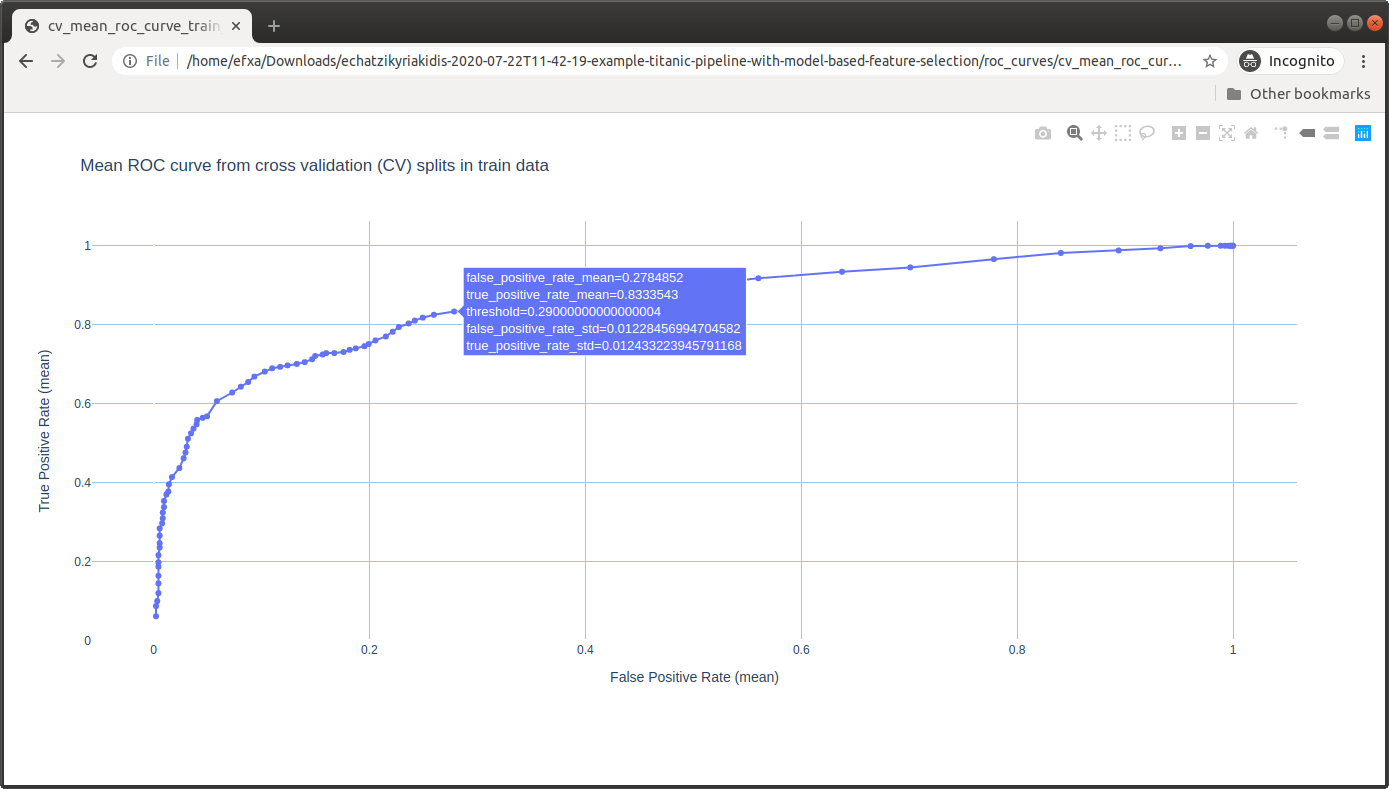 cv_mean_roc_curve_train
File
/home/efxa/Downloads/echatzikyriakidis-2020-07-22T11-42-19-example-titanic-pipeline-with-model-based-feature-selection/roc_curves/cv_mean_roc_cur...
Incognito
Other bookmarks
Mean ROC curve from cross validation (CV) splits in train data
1
0.8
0.6
0.4
0.2
0
True Positive Rate (mean)
false_positive_rate_mean=0.2784852
true_positive_rate_mean=0.8333543
threshold=0.29000000000000004
false_positive_rate_std=0.01228456994704582
true_positive_rate_std=0.012433223945791168
0 0.2 0.4 0.6 0.8 1
False Positive Rate (mean)